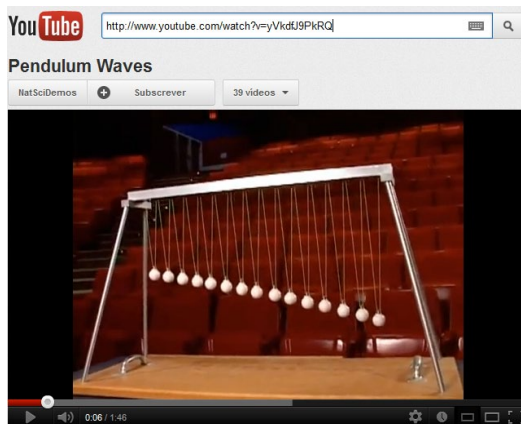 You Tube http://www.youtube.com/watch?v=yVkdfJ9PkRQ
Pendulum Waves
NatSciDemos Subscrever 39 videos
0:06 / 1:46